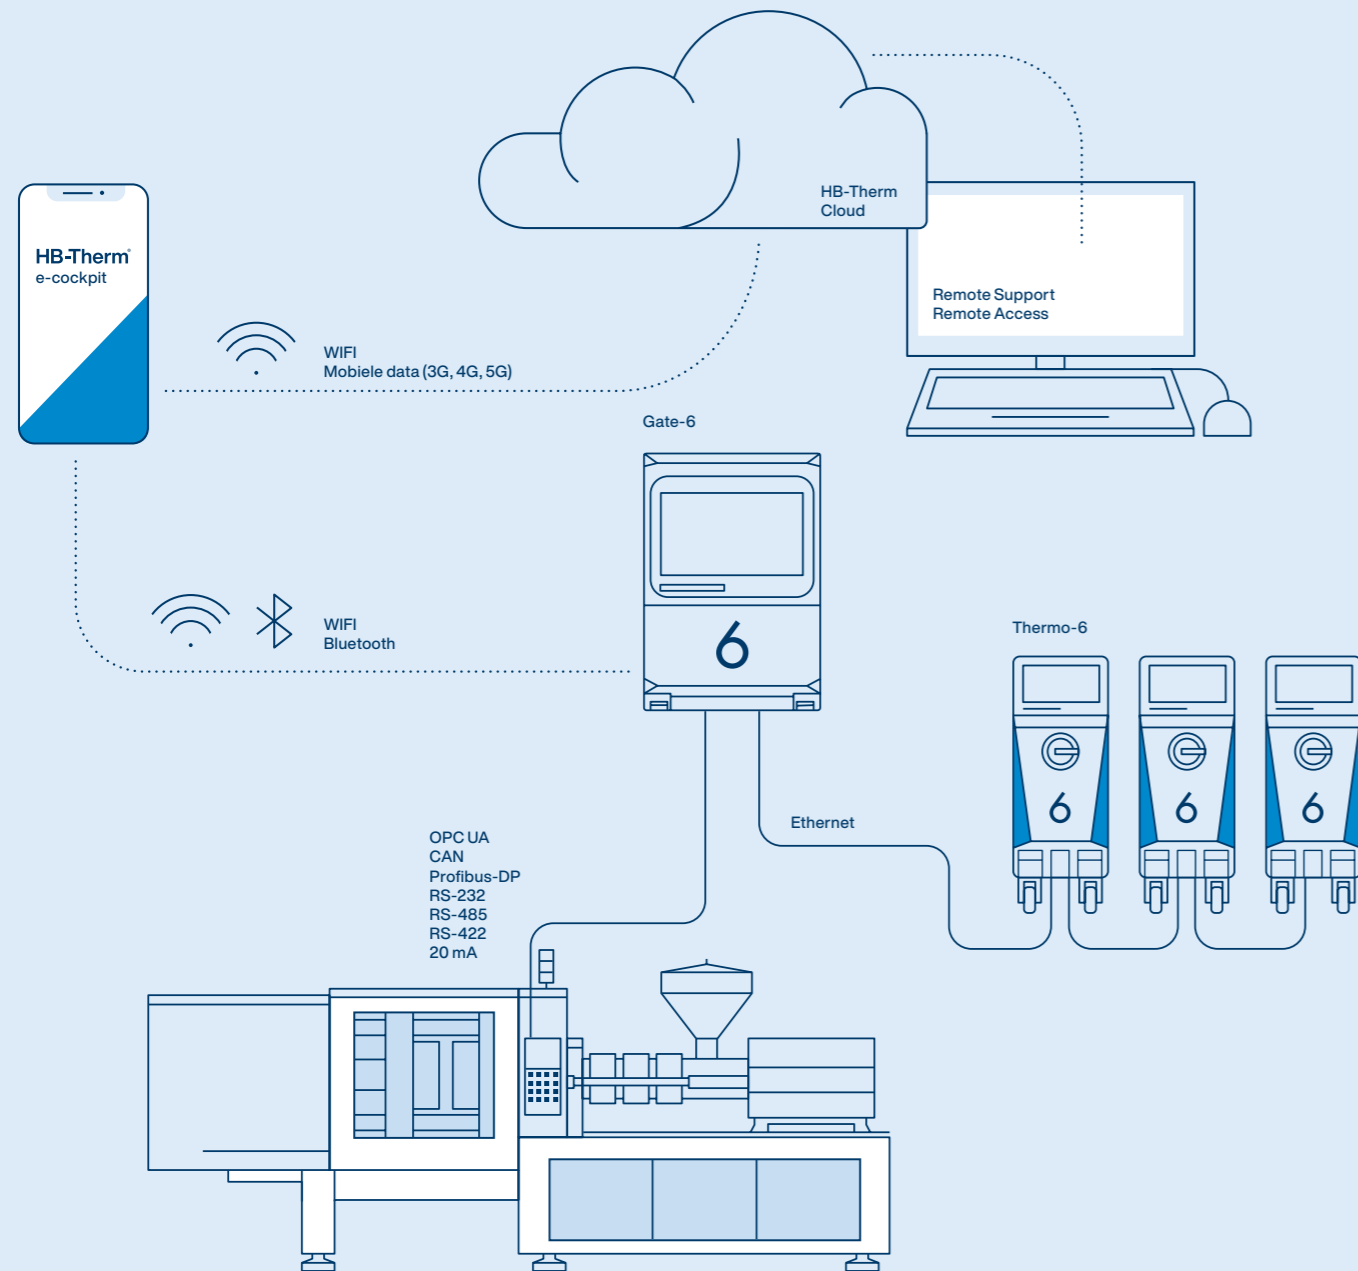 HB-Therm
Cloud
HB-Therm®
e-cockpit
Remote Support
Remote Access
WIFI
Mobiele data (3G, 4G, 5G)
Gate-6
6
WIFI
Bluetooth
Thermo-6
6
6
6
Ethernet
OPC UA
CAN
Profibus-DP
RS-232
RS-485
RS-422
20 mA